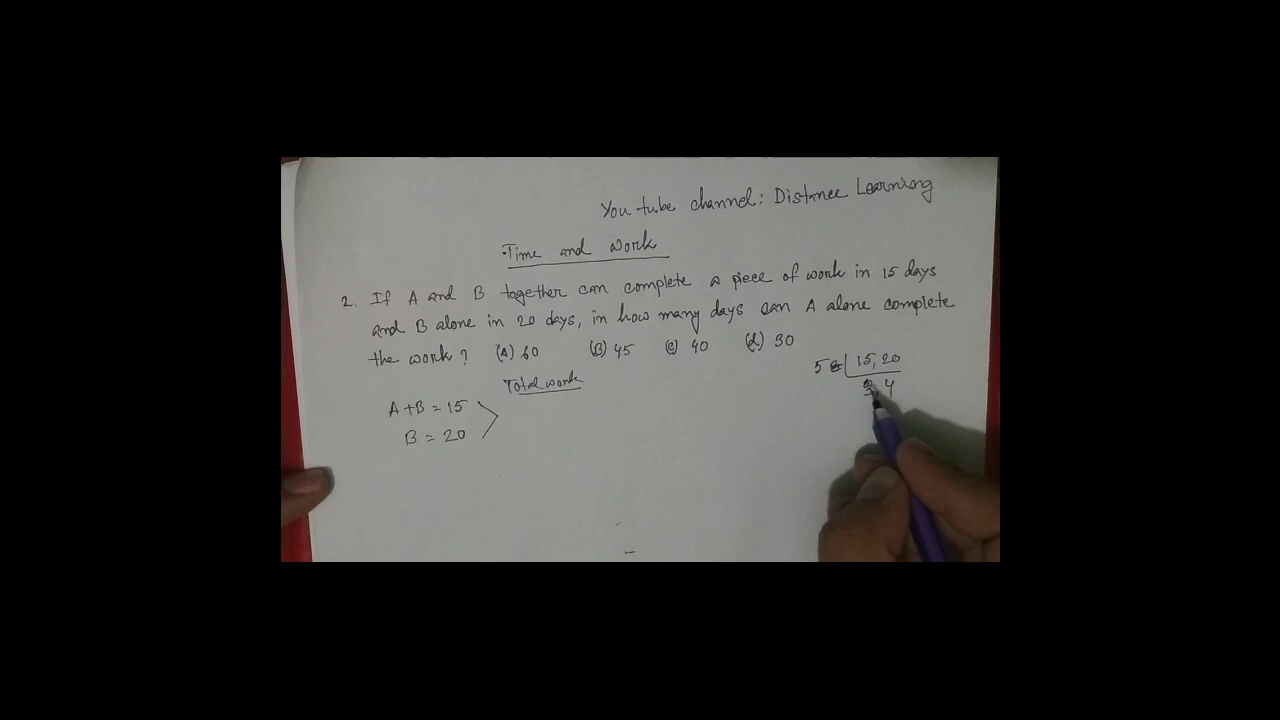 You tube channel: Distance Learning
Time and Work
2. If A and B together can complete a piece of work in 15 days
and B alone in 20 days, in how many days can A alone complete
the work? (A) 60 (B) 45 (C) 40 (d) 30
5 | 15, 20
4
Total work
A+B = 15
B = 20